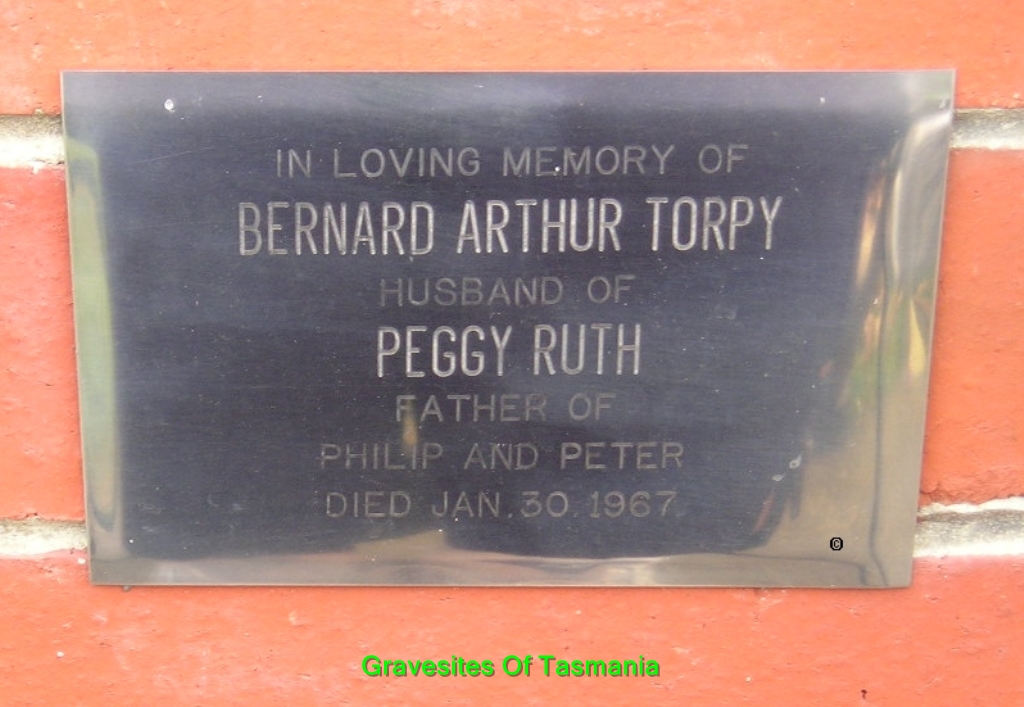 IN LOVING MEMORY OF
BERNARD ARTHUR TORPY
HUSBAND OF
PEGGY RUTH
FATHER OF
PHILIP AND PETER
DIED JAN. 30. 1967.
©
Gravesites Of Tasmania